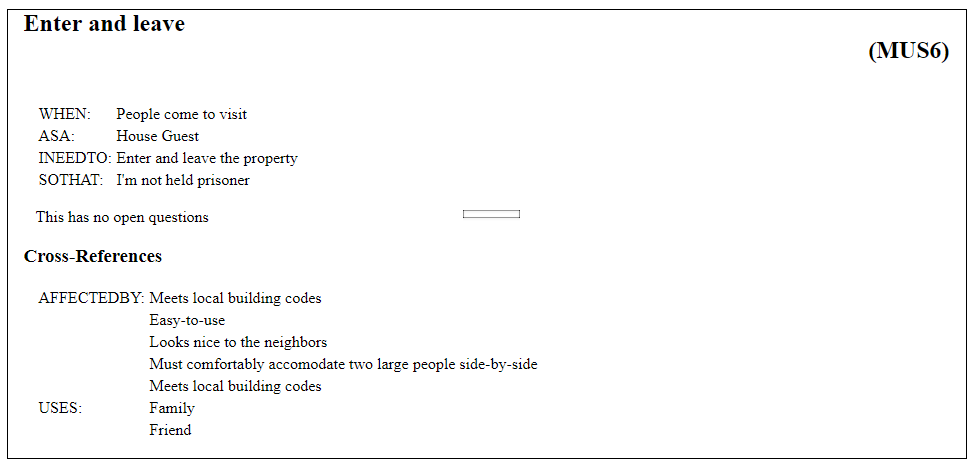 Enter and leave
(MUS6)
WHEN: People come to visit
ASA: House Guest
INEEDTO: Enter and leave the property
SOTHAT: I'm not held prisoner
This has no open questions
Cross-References
AFFECTEDBY: Meets local building codes
Easy-to-use
Looks nice to the neighbors
Must comfortably accomodate two large people side-by-side
Meets local building codes
USES: Family
Friend